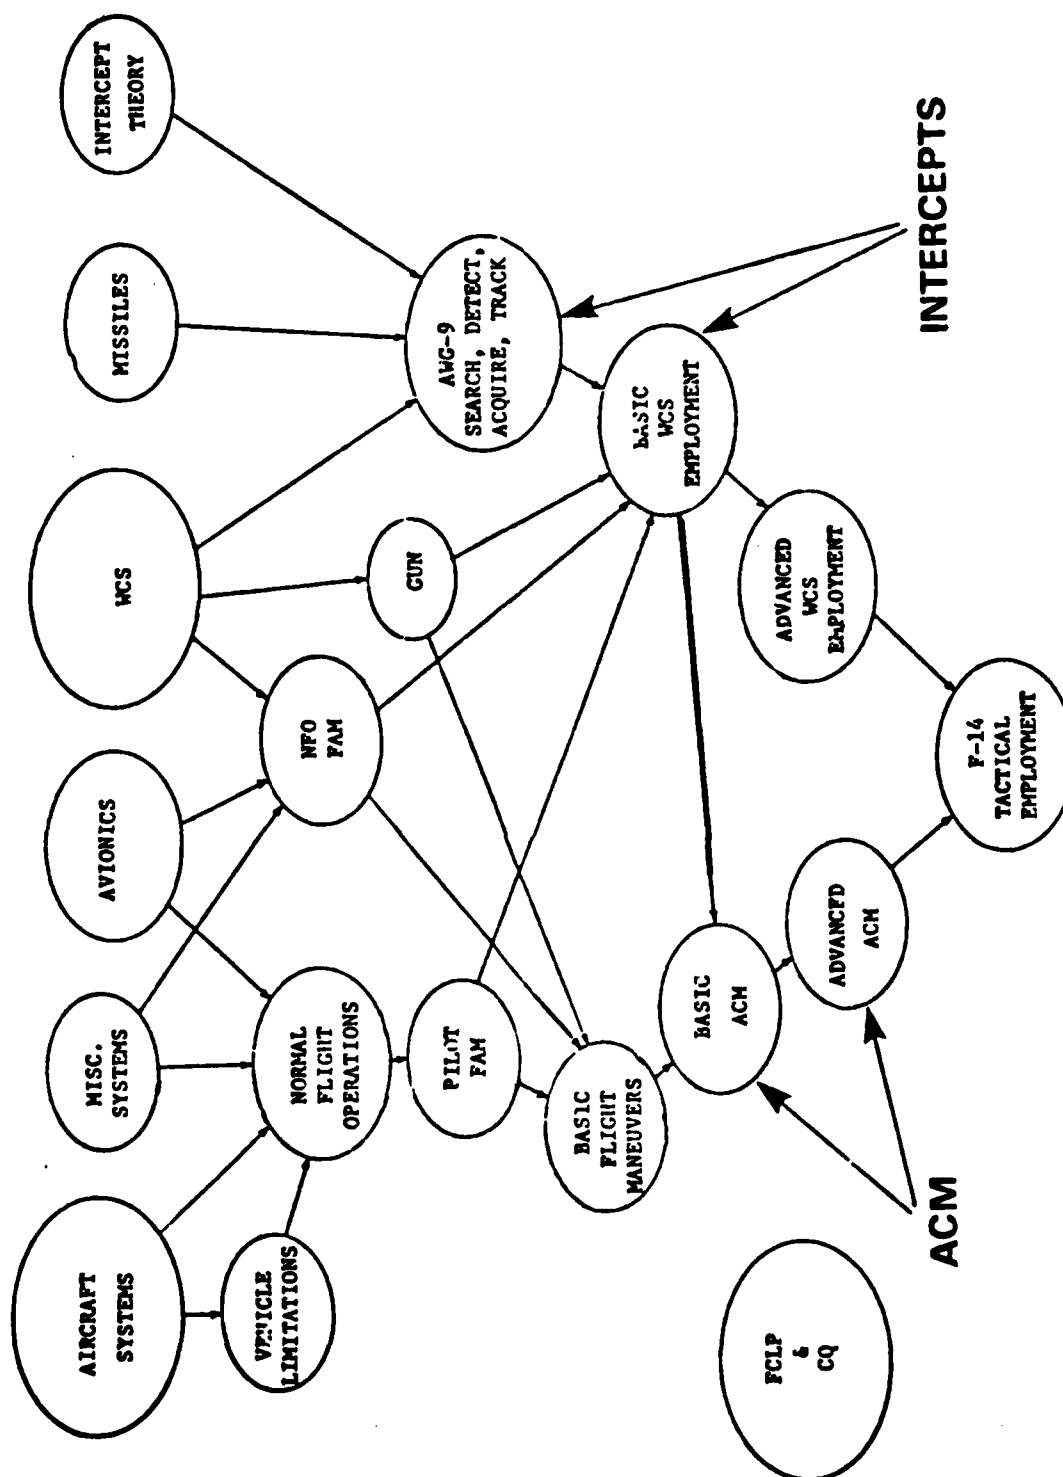 AIRCRAFT
SYSTEMS
MISC.
SYSTEMS
AVIONICS
WCS
MISSILES
INTERCEPT
THEORY
VEHICLE
LIMITATIONS
NORMAL
FLIGHT
OPERATIONS
NFO
FAM
GUN
AWG-9
SEARCH, DETECT,
ACQUIRE, TRACK
PILOT
FAM
BASIC
FLIGHT
MANEUVERS
BASIC
WCS
EMPLOYMENT
BASIC
ACM
ADVANCED
WCS
EMPLOYMENT
ADVANCED
ACM
FCLP
&
CQ
F-14
TACTICAL
EMPLOYMENT
ACM
INTERCEPTS